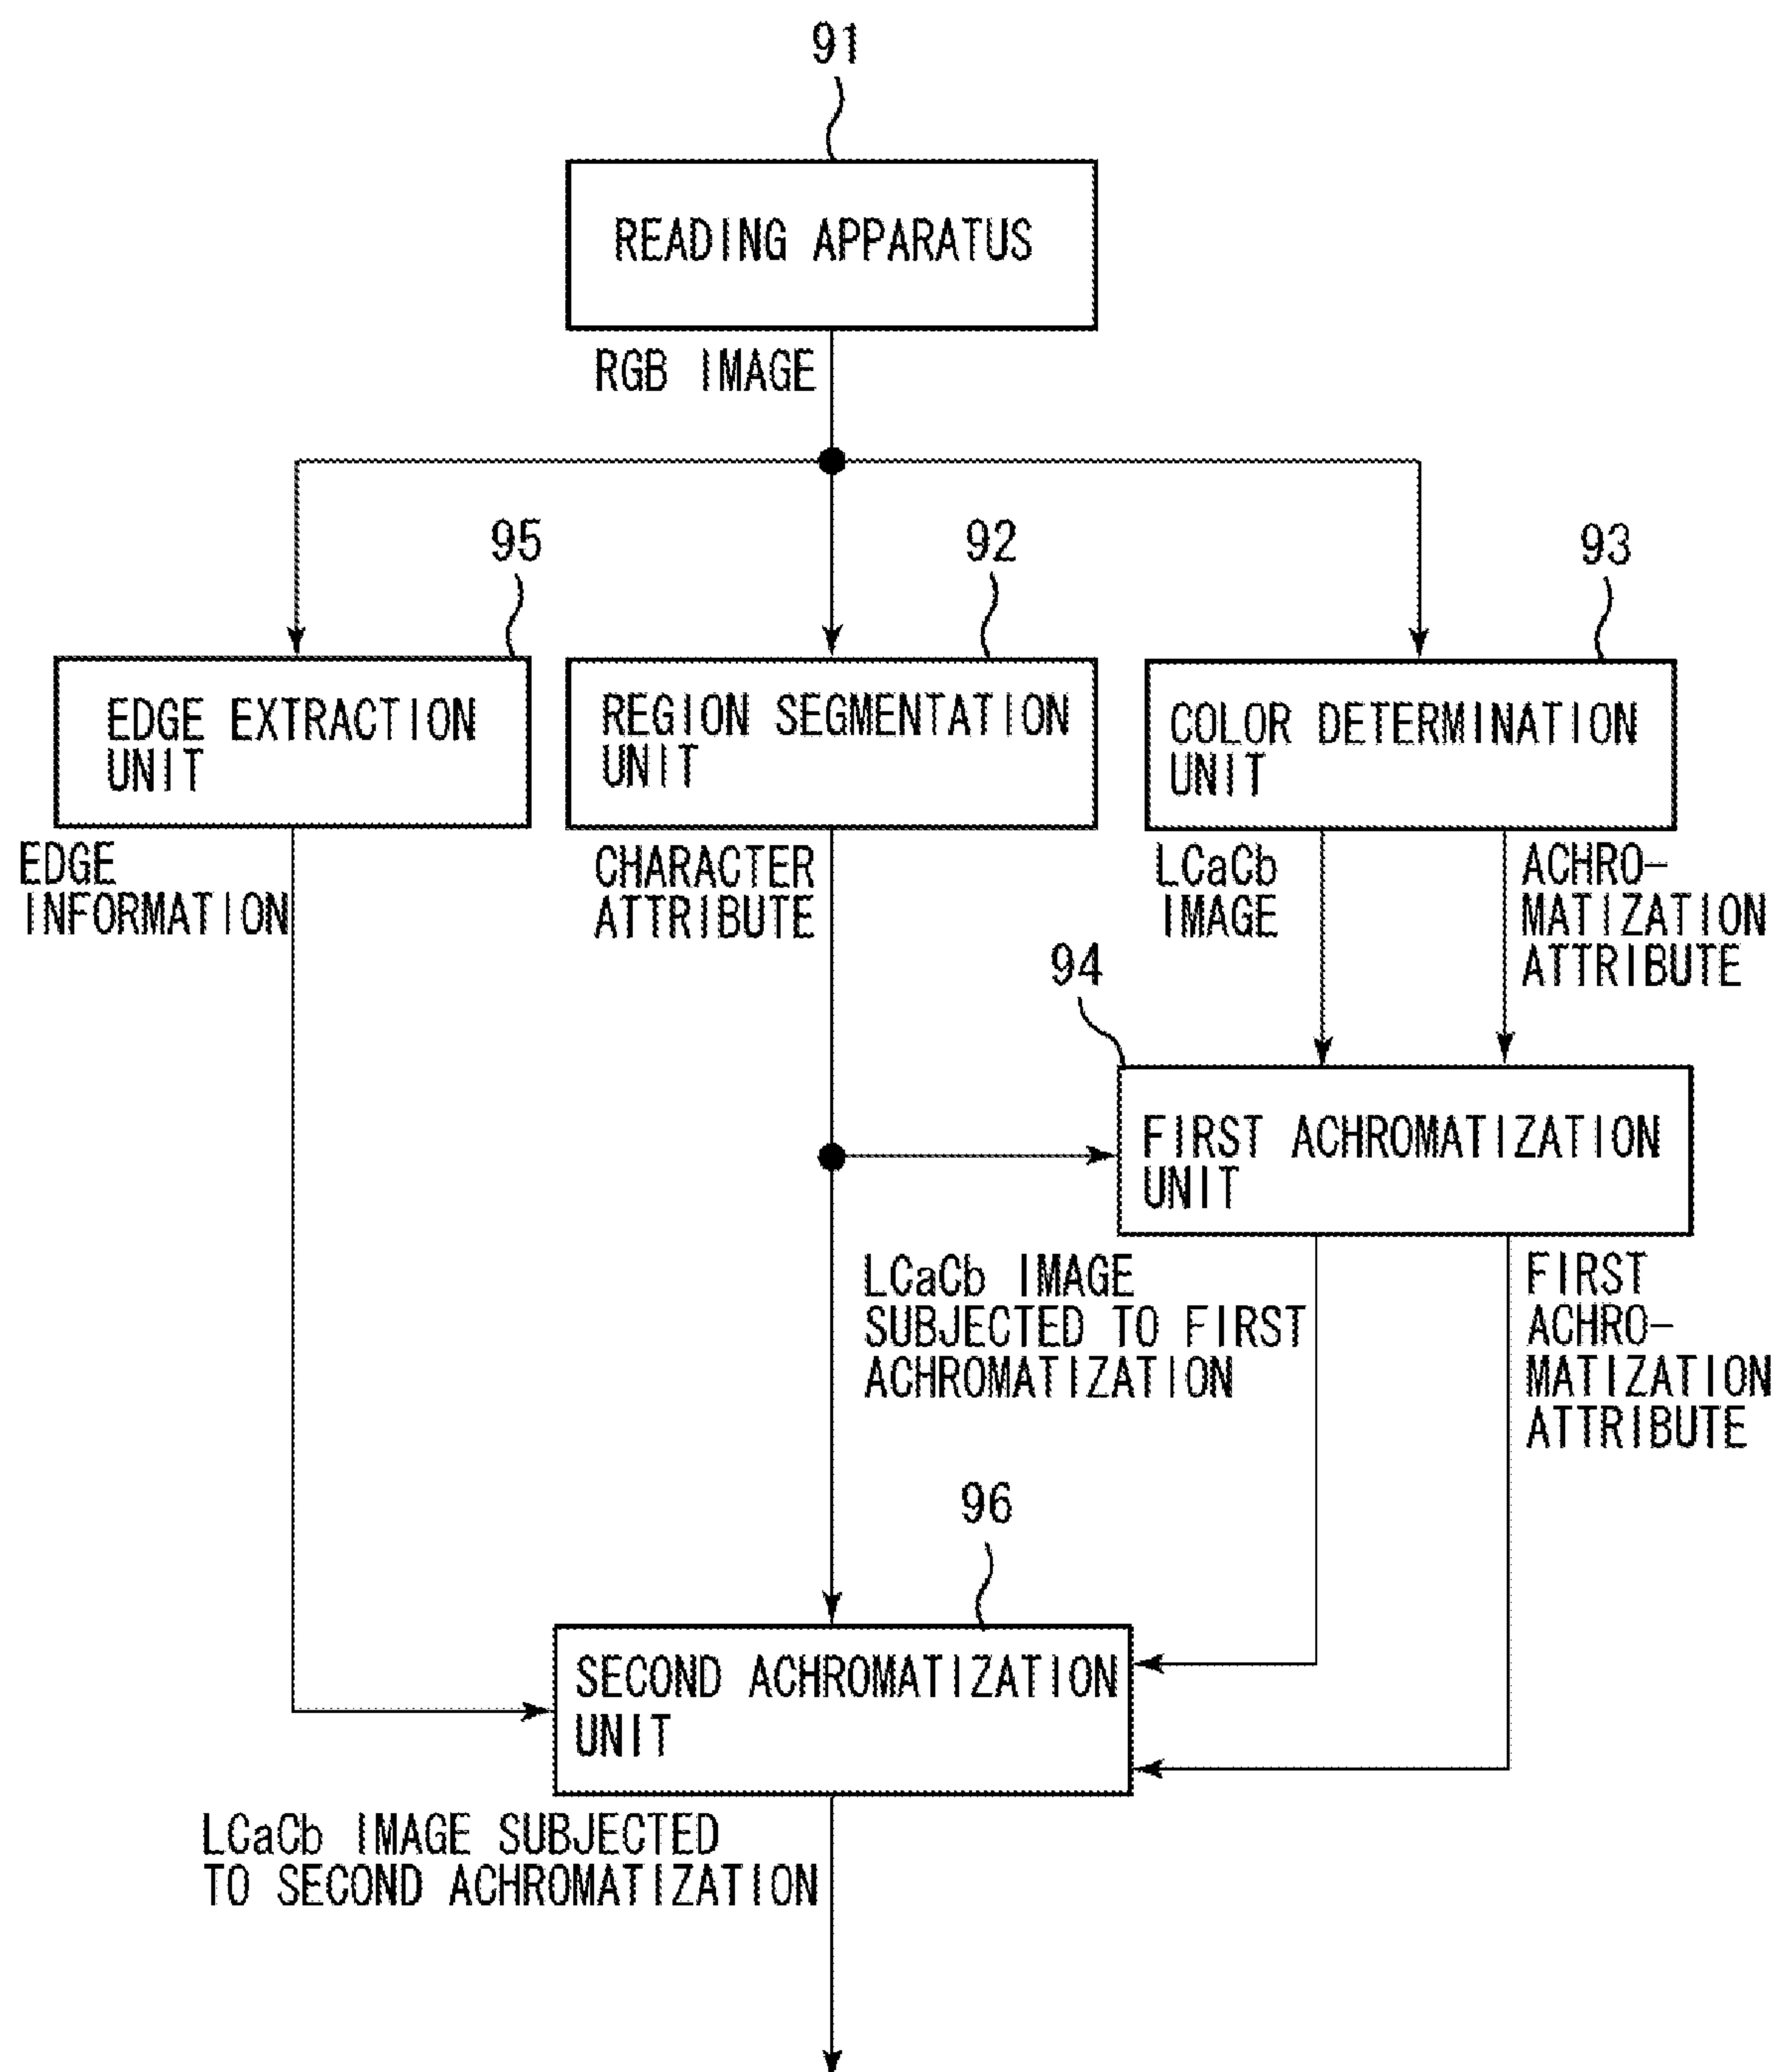 91
READING APPARATUS
RGB IMAGE
95
92
93
EDGE EXTRACTION
UNIT
REGION SEGMENTATION
UNIT
COLOR DETERMINATION
UNIT
EDGE
INFORMATION
CHARACTER
ATTRIBUTE
LCaCb
IMAGE
ACHRO-
MATIZATION
ATTRIBUTE
94
FIRST ACHROMATIZATION
UNIT
LCaCb IMAGE
SUBJECTED TO FIRST
ACHROMATIZATION
FIRST
ACHRO-
MATIZATION
ATTRIBUTE
96
SECOND ACHROMATIZATION
UNIT
LCaCb IMAGE SUBJECTED
TO SECOND ACHROMATIZATION